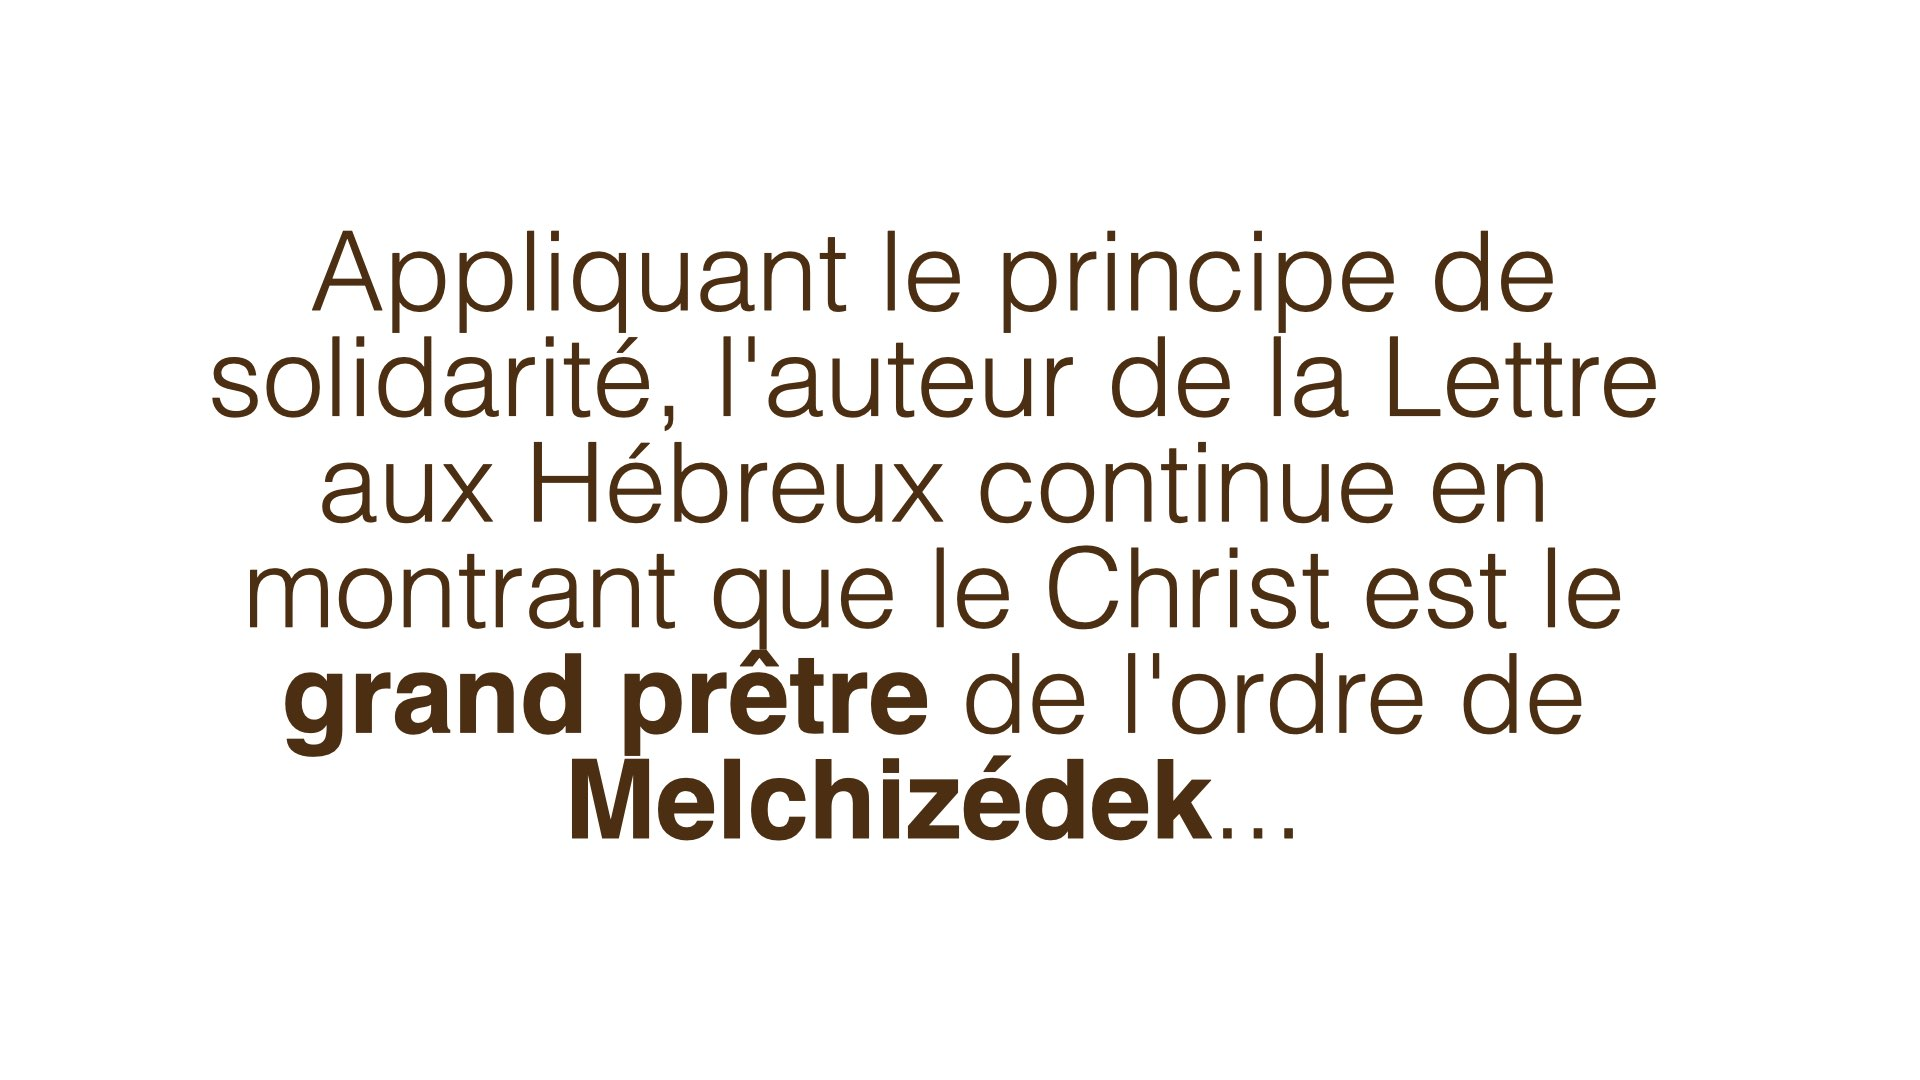 Appliquant le principe de
solidarité, l'auteur de la Lettre
aux Hébreux continue en
montrant que le Christ est le
grand prêtre de l'ordre de
Melchizédek...